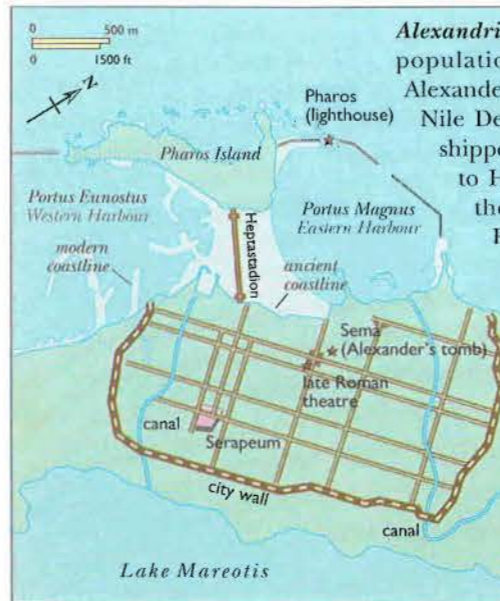 0 500 m
0 1500 ft
N
Alexandri
populatio
Alexande
Nile De
shippe
to H
the
Pharos
(lighthouse)
Pharos Island
Portus Eunostus
Western Harbour
Portus Magnus
Eastern Harbour
Heptastadion
modern
coastline
ancient
coastline
Sema
(Alexander's tomb)
late Roman
theatre
canal
Serapeum
city wall
canal
Lake Mareotis